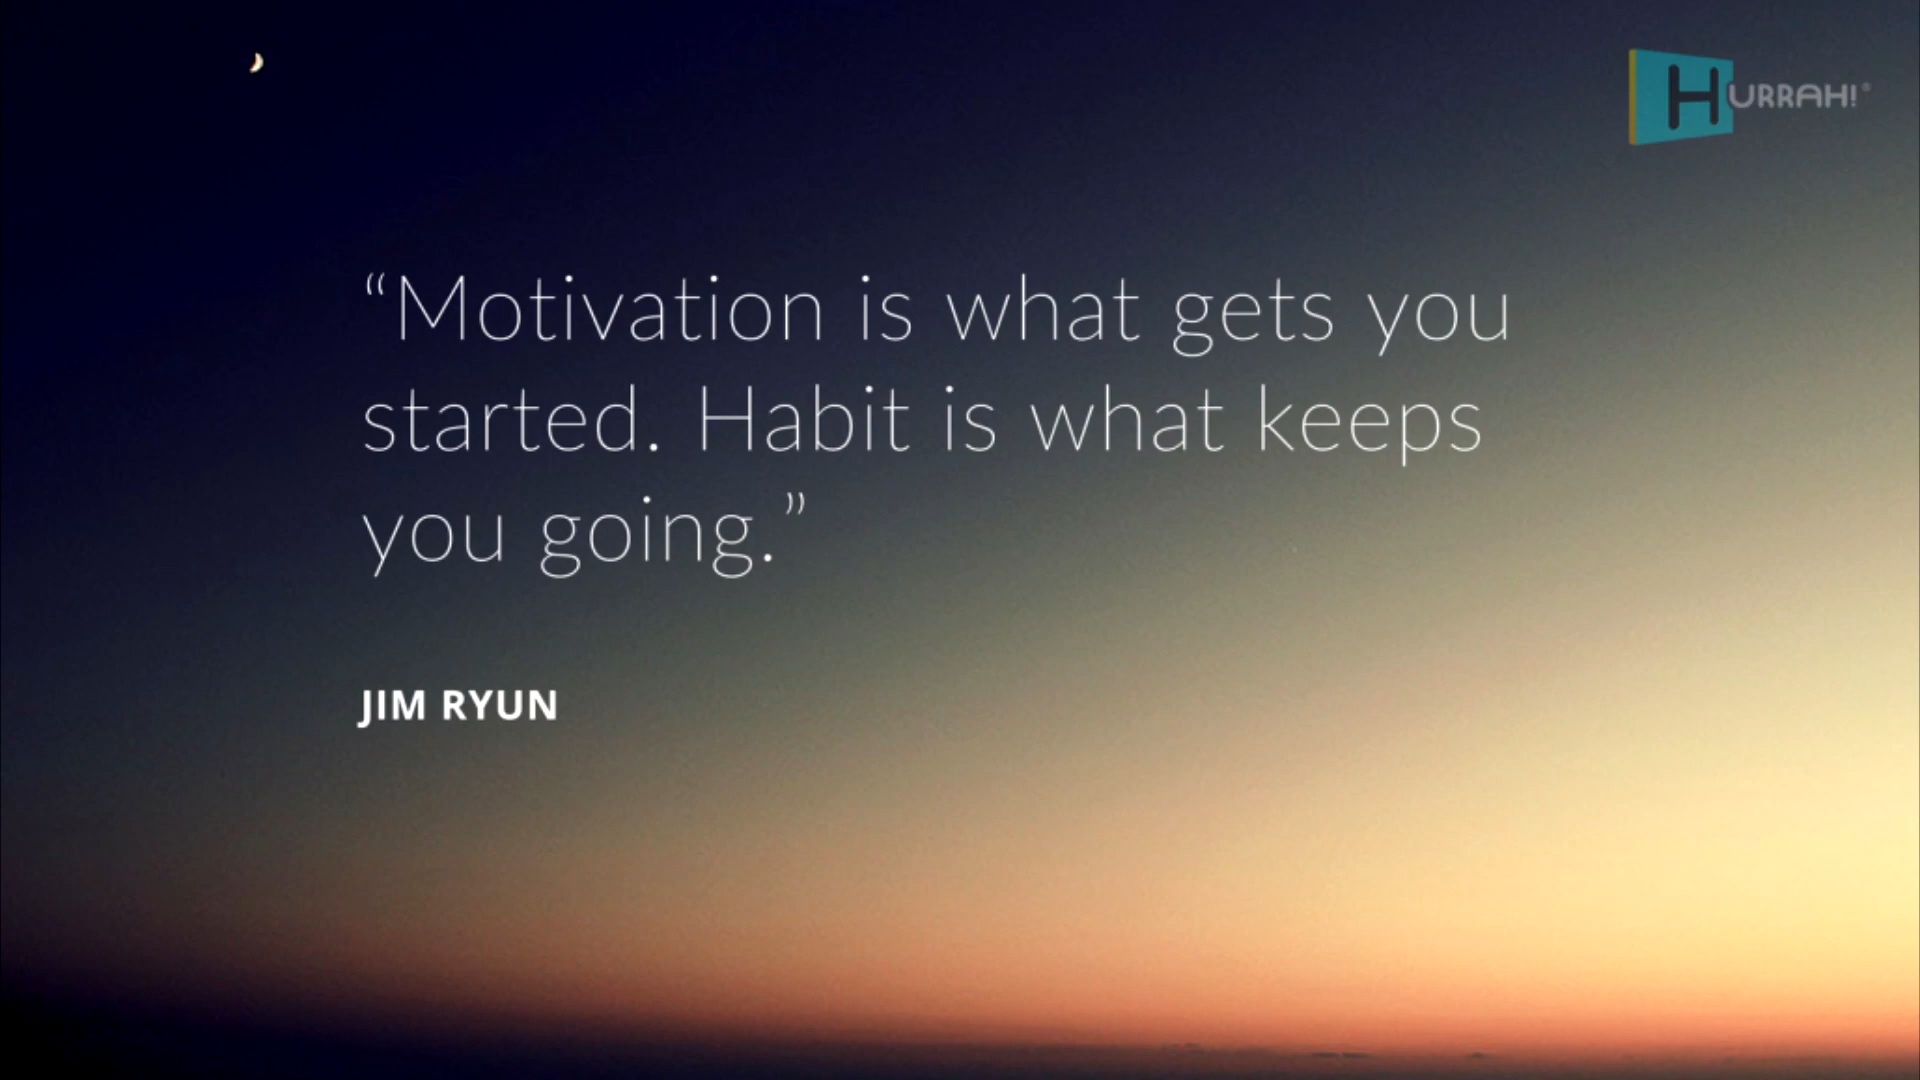 HURRAH!®
“Motivation is what gets you
started. Habit is what keeps
you going.”
JIM RYUN